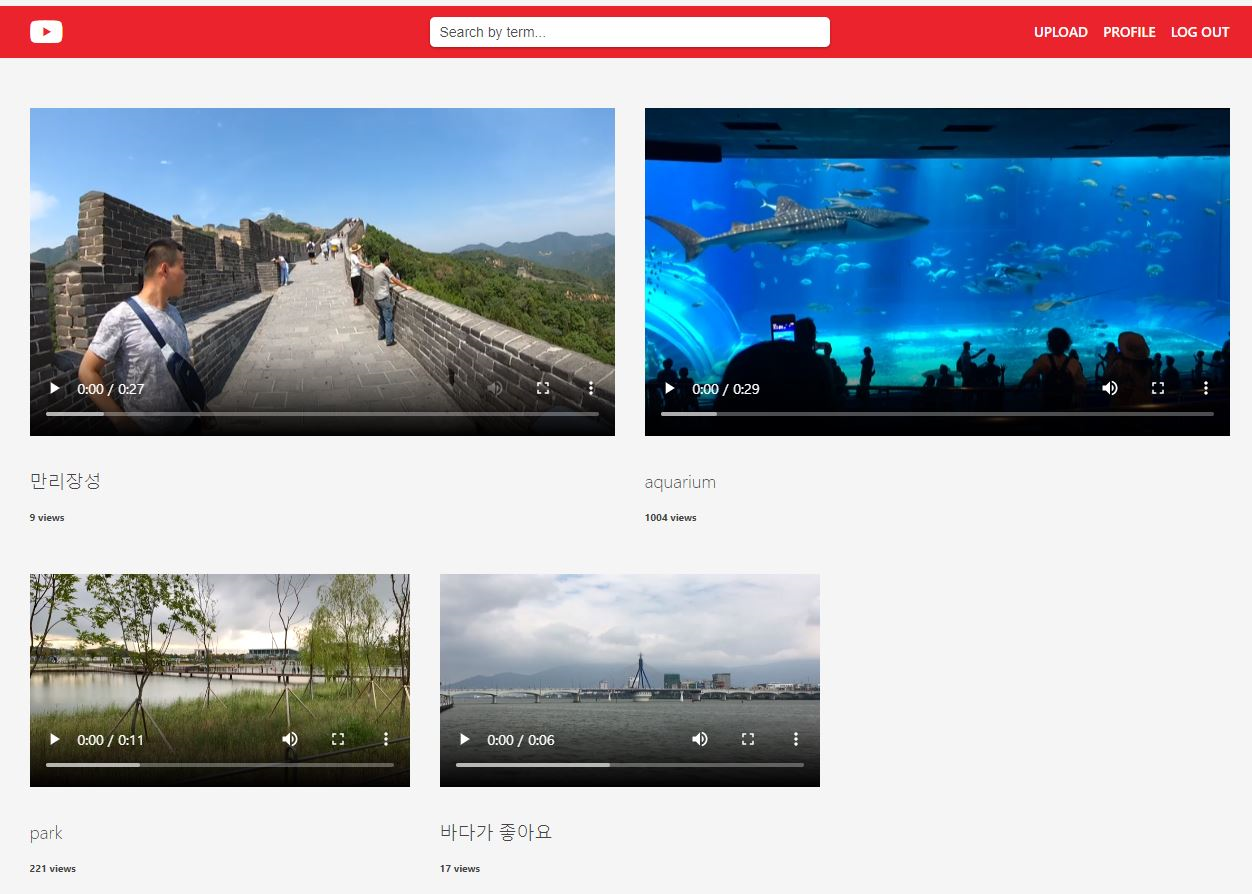 Search by term...
UPLOAD PROFILE LOG OUT
0:00 / 0:27
0:00 / 0:29
만리장성
aquarium
9 views
1004 views
0:00 / 0:11
0:00 / 0:06
park
바다가 좋아요
221 views
17 views